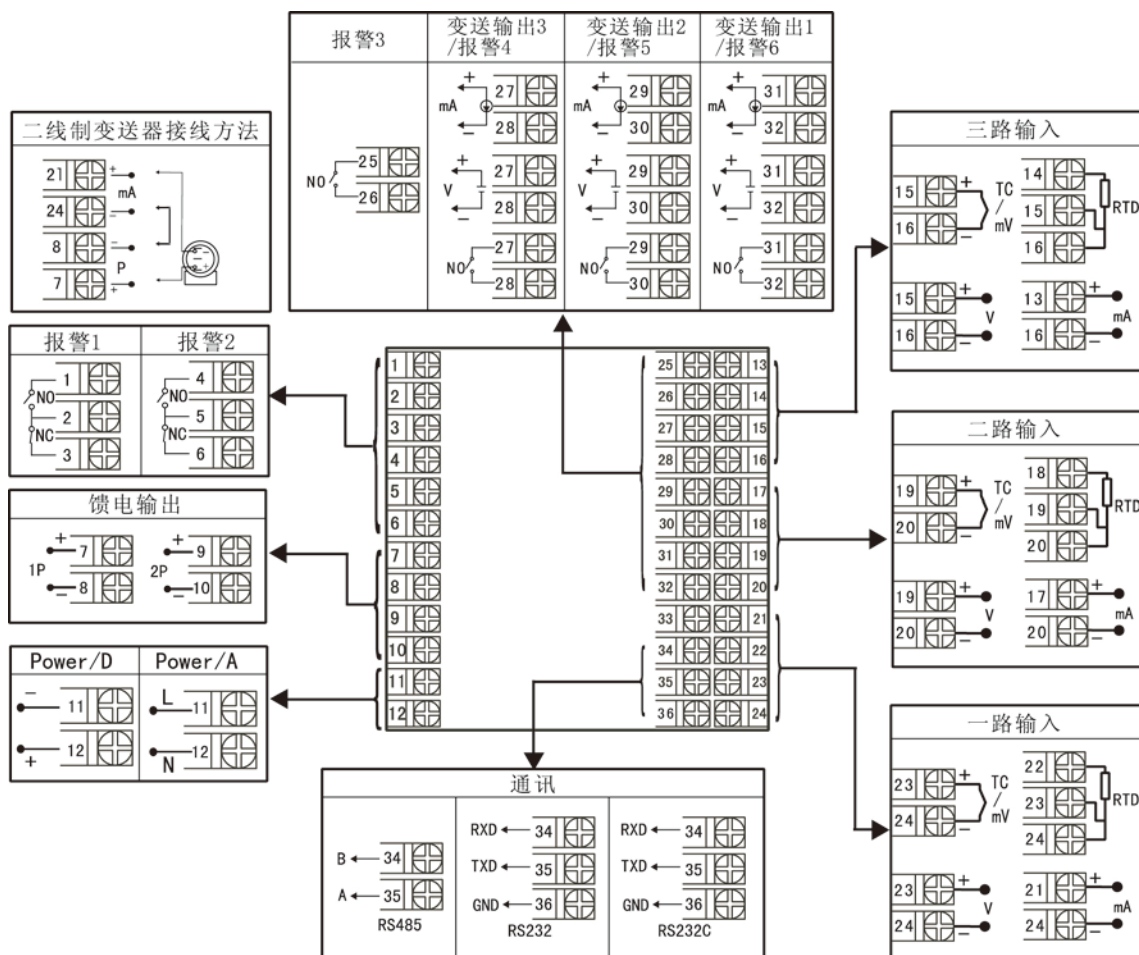 报警3
变送输出3
/报警4
变送输出2
/报警5
变送输出1
/报警6
NO
25
26
+
mA
−
27
28
+
mA
−
29
30
+
mA
−
31
32
+
V
−
27
28
+
V
−
29
30
+
V
−
31
32
NO
27
28
NO
29
30
NO
31
32
二线制变送器接线方法
21
+
mA
24
−
8
−
P
7
+
−
+
报警1
报警2
1
NO
2
NC
3
4
NO
5
NC
6
馈电输出
1P
+
7
−
8
2P
+
9
−
10
Power/D
Power/A
−
11
+
12
L
11
N
12
1
2
3
4
5
6
7
8
9
10
11
12
25
13
26
14
27
15
28
16
29
17
30
18
31
19
32
20
33
21
34
22
35
23
36
24
通讯
B
34
A
35
RS485
RXD
34
TXD
35
GND
36
RS232
RXD
34
TXD
35
GND
36
RS232C
三路输入
15
+
16
−
TC
/
mV
14
15
16
RTD
15
+
V
16
−
13
+
mA
16
−
二路输入
19
+
20
−
TC
/
mV
18
19
20
RTD
19
+
V
20
−
17
+
mA
20
−
一路输入
23
+
24
−
TC
/
mV
22
23
24
RTD
23
+
V
24
−
21
+
mA
24
−